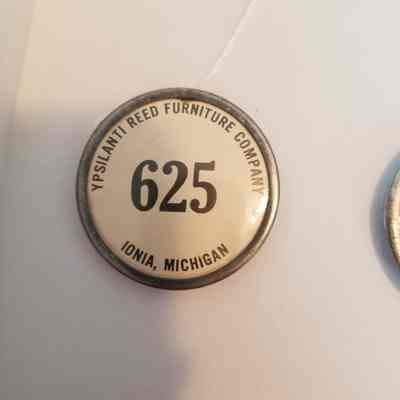 YPSILANTI REED FURNITURE COMPANY
625
IONIA, MICHIGAN